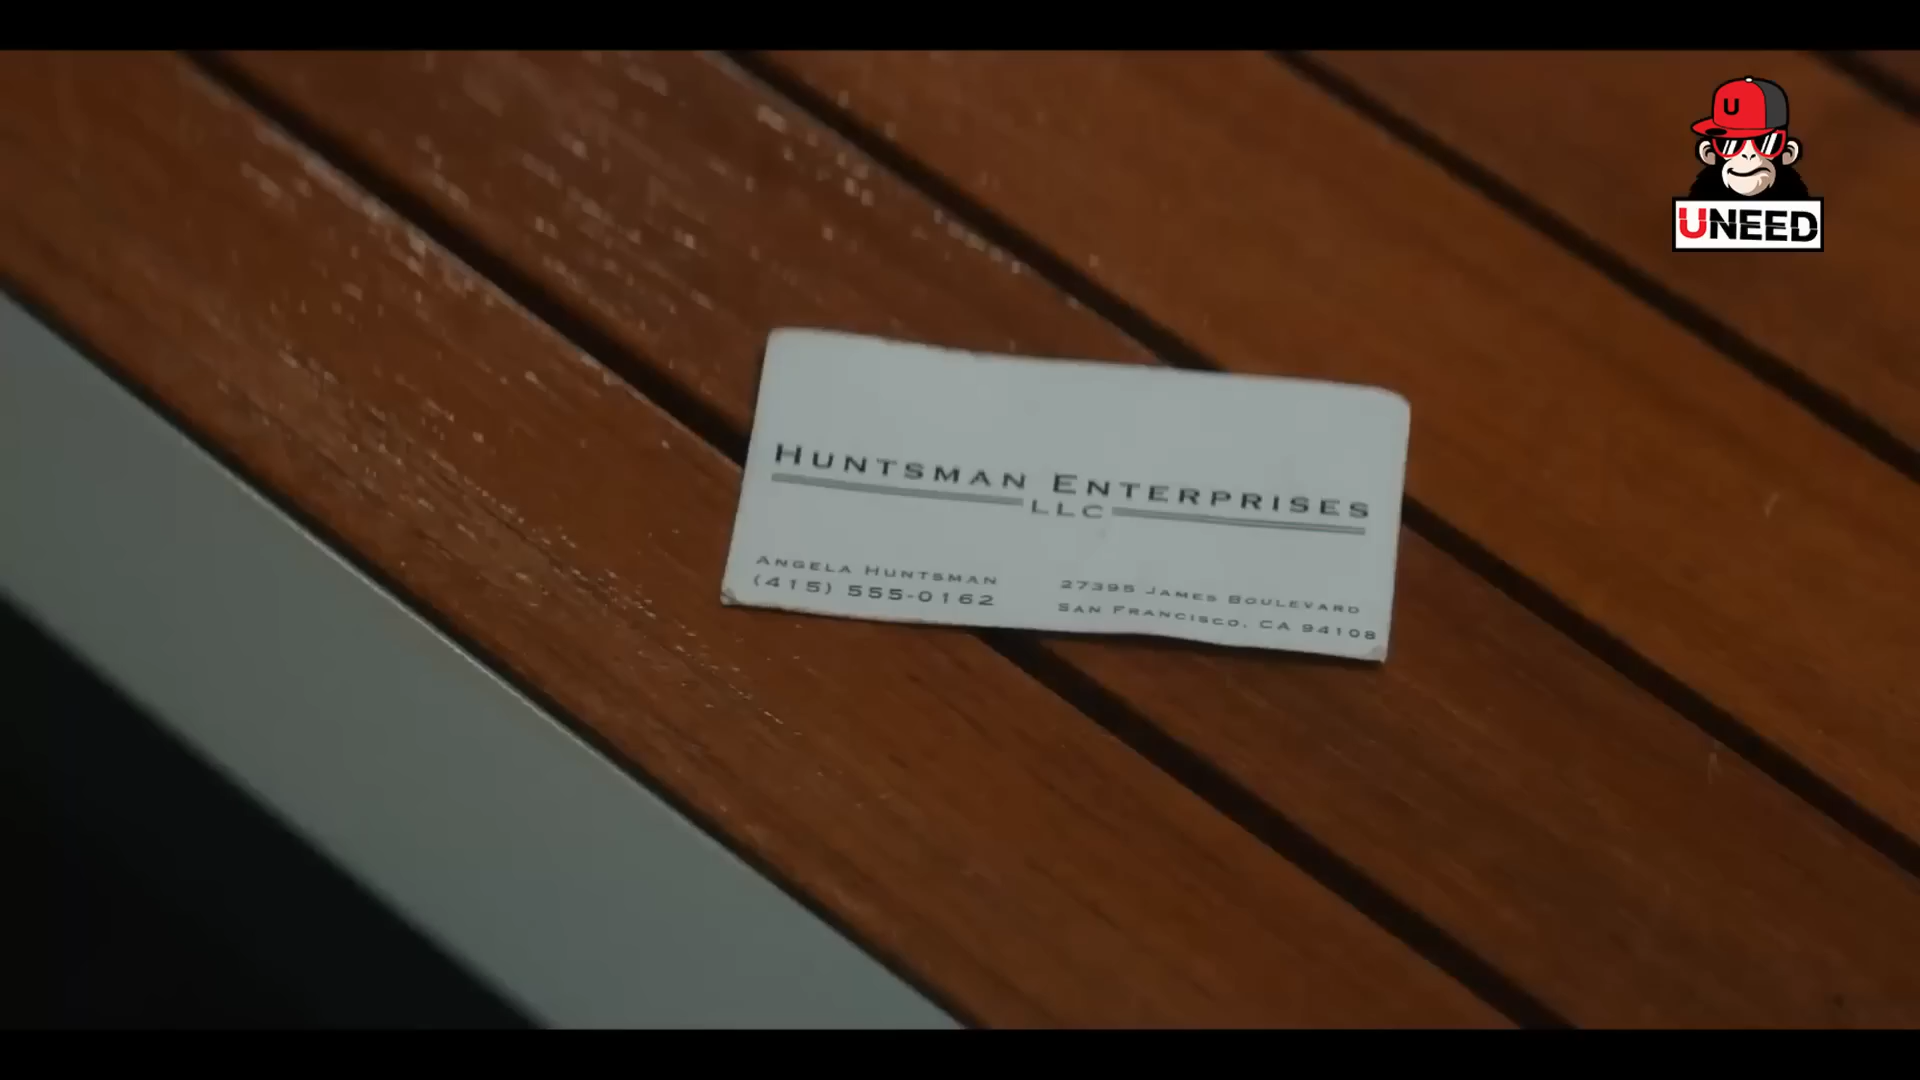 U
UNEED
HUNTSMAN ENTERPRISES
LLC
ANGELA HUNTSMAN
(415) 555-0162
27395 JAMES BOULEVARD
SAN FRANCISCO, CA 94108